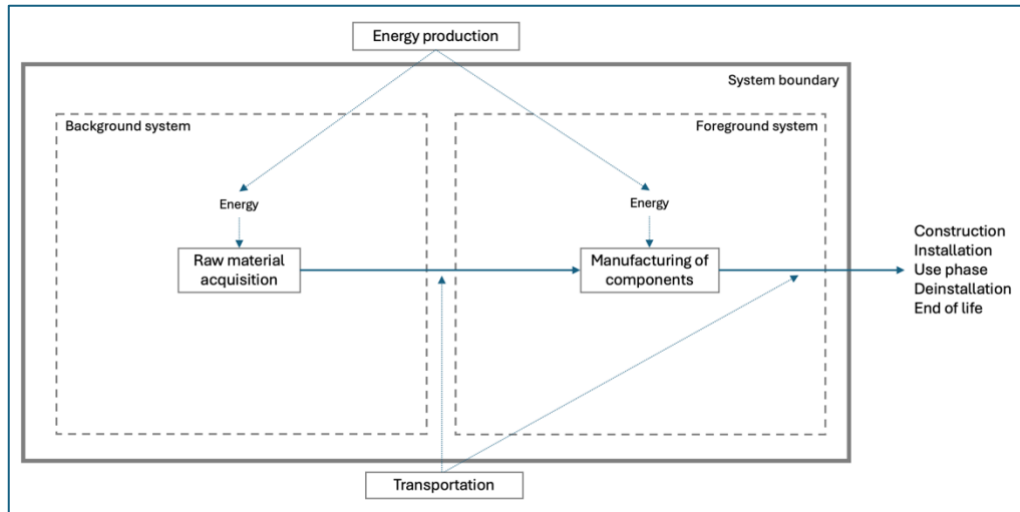 Energy production
System boundary
Background system
Foreground system
Energy
Energy
Raw material
acquisition
Manufacturing of
components
Construction
Installation
Use phase
Deinstallation
End of life
Transportation